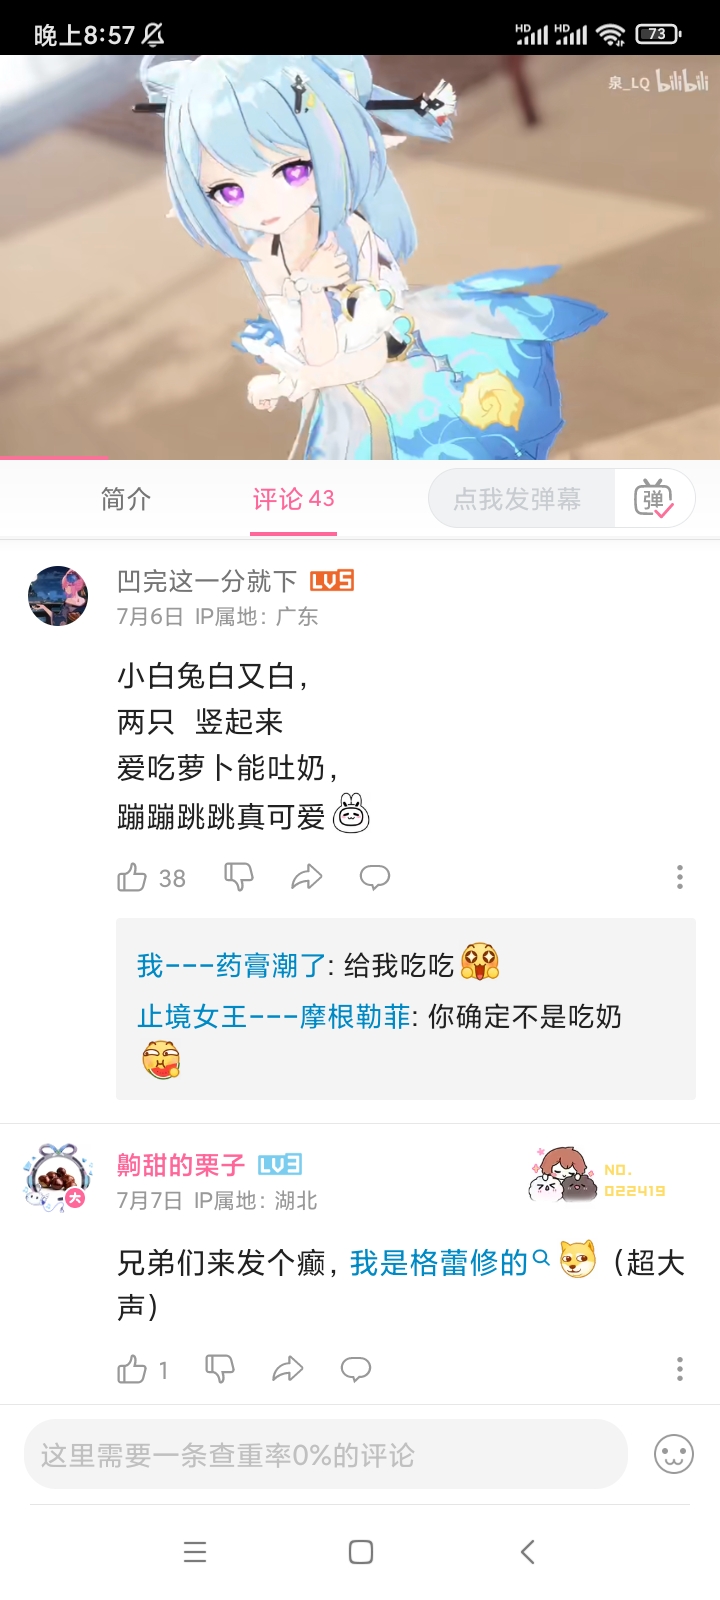 晚上8:57
HD HD 73
泉_LQ bilibili
简介 评论 43 点我发弹幕 弹
凹完这一分就下 LV5
7月6日 IP属地：广东
小白兔白又白，
两只 竖起来
爱吃萝卜能吐奶，
蹦蹦跳跳真可爱
38
我---药膏潮了: 给我吃吃
止境女王---摩根勒菲: 你确定不是吃奶
齁甜的栗子 LV3
7月7日 IP属地：湖北
大
NO.
022419
兄弟们来发个癫，我是格蕾修的（超大
声）
1
这里需要一条查重率0%的评论